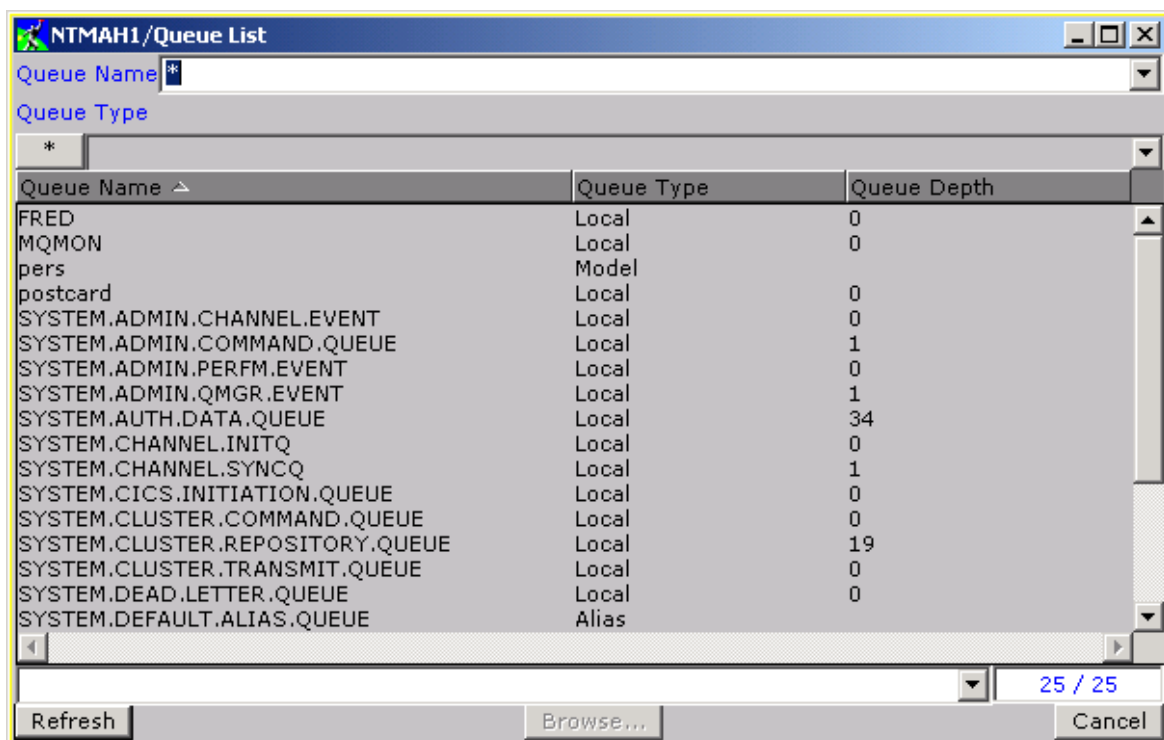 NTMAH1/Queue List
Queue Name *
Queue Type
*
Queue Name Queue Type Queue Depth
FRED Local 0
MQMON Local 0
pers Model
postcard Local 0
SYSTEM.ADMIN.CHANNEL.EVENT Local 0
SYSTEM.ADMIN.COMMAND.QUEUE Local 1
SYSTEM.ADMIN.PERFM.EVENT Local 0
SYSTEM.ADMIN.QMGR.EVENT Local 1
SYSTEM.AUTH.DATA.QUEUE Local 34
SYSTEM.CHANNEL.INITQ Local 0
SYSTEM.CHANNEL.SYNCQ Local 1
SYSTEM.CICS.INITIATION.QUEUE Local 0
SYSTEM.CLUSTER.COMMAND.QUEUE Local 0
SYSTEM.CLUSTER.REPOSITORY.QUEUE Local 19
SYSTEM.CLUSTER.TRANSMIT.QUEUE Local 0
SYSTEM.DEAD.LETTER.QUEUE Local 0
SYSTEM.DEFAULT.ALIAS.QUEUE Alias
25 / 25
Refresh Browse... Cancel